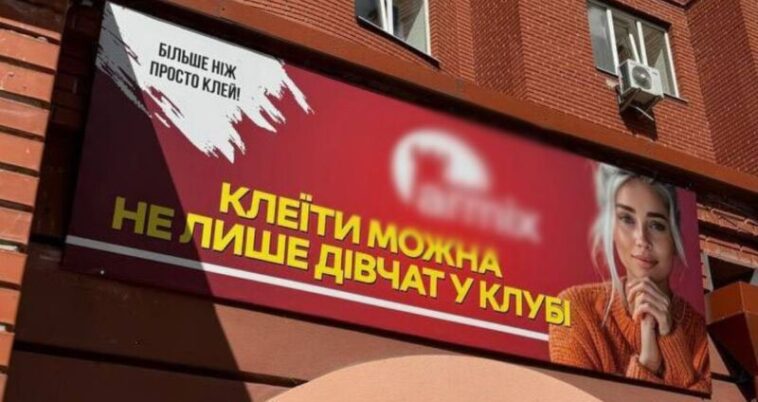 БІЛЬШЕ НІЖ
ПРОСТО КЛЕЙ!
КЛЕЇТИ МОЖНА
НЕ ЛИШЕ ДІВЧАТ У КЛУБІ